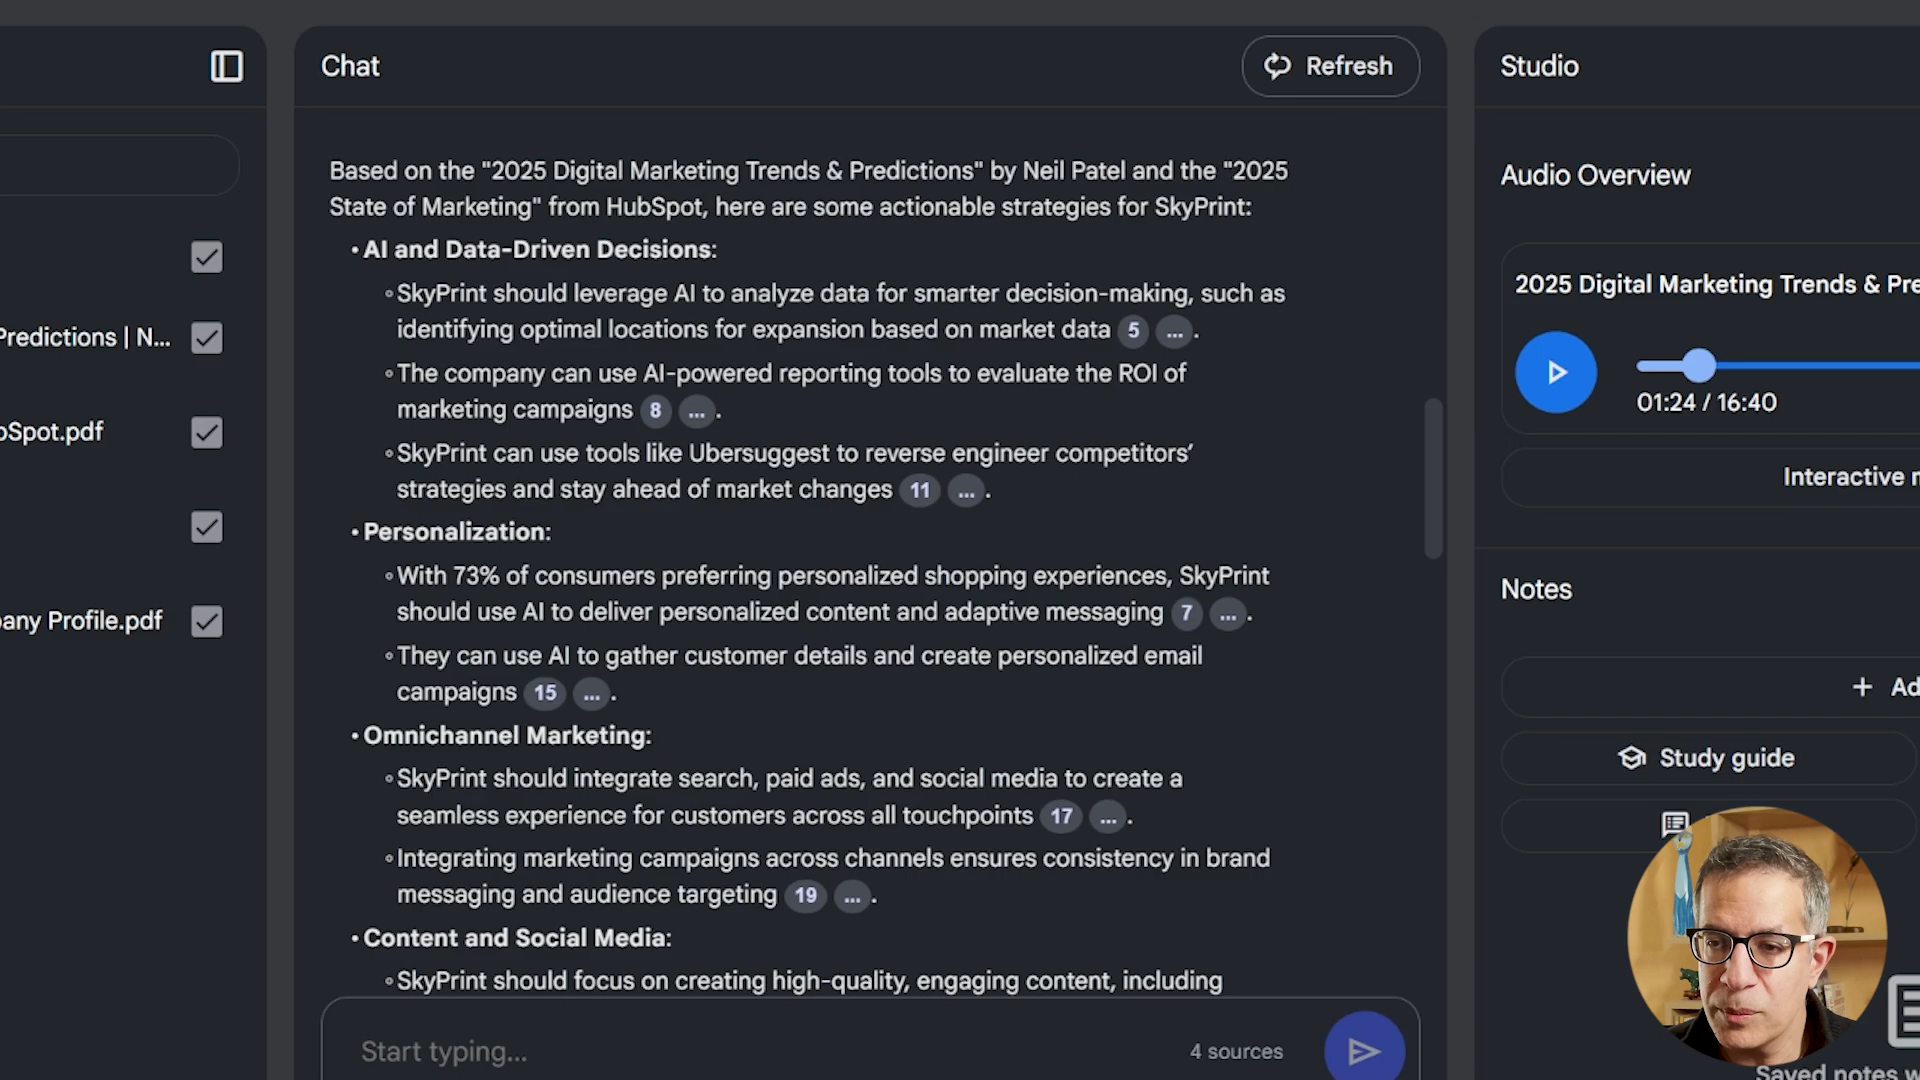 Chat
Refresh
Studio
Based on the "2025 Digital Marketing Trends & Predictions" by Neil Patel and the "2025
State of Marketing" from HubSpot, here are some actionable strategies for SkyPrint:
• AI and Data-Driven Decisions:
◦ SkyPrint should leverage AI to analyze data for smarter decision-making, such as
identifying optimal locations for expansion based on market data 5 ... .
◦ The company can use AI-powered reporting tools to evaluate the ROI of
marketing campaigns 8 ... .
◦ SkyPrint can use tools like Ubersuggest to reverse engineer competitors’
strategies and stay ahead of market changes 11 ... .
• Personalization:
◦ With 73% of consumers preferring personalized shopping experiences, SkyPrint
should use AI to deliver personalized content and adaptive messaging 7 ... .
◦ They can use AI to gather customer details and create personalized email
campaigns 15 ... .
• Omnichannel Marketing:
◦ SkyPrint should integrate search, paid ads, and social media to create a
seamless experience for customers across all touchpoints 17 ... .
◦ Integrating marketing campaigns across channels ensures consistency in brand
messaging and audience targeting 19 ... .
• Content and Social Media:
◦ SkyPrint should focus on creating high-quality, engaging content, including
Start typing...
4 sources
Predictions | N...
Spot.pdf
any Profile.pdf
Audio Overview
2025 Digital Marketing Trends & Pre
01:24 / 16:40
Interactive
Notes
+ Ad
Study guide
Saved notes w